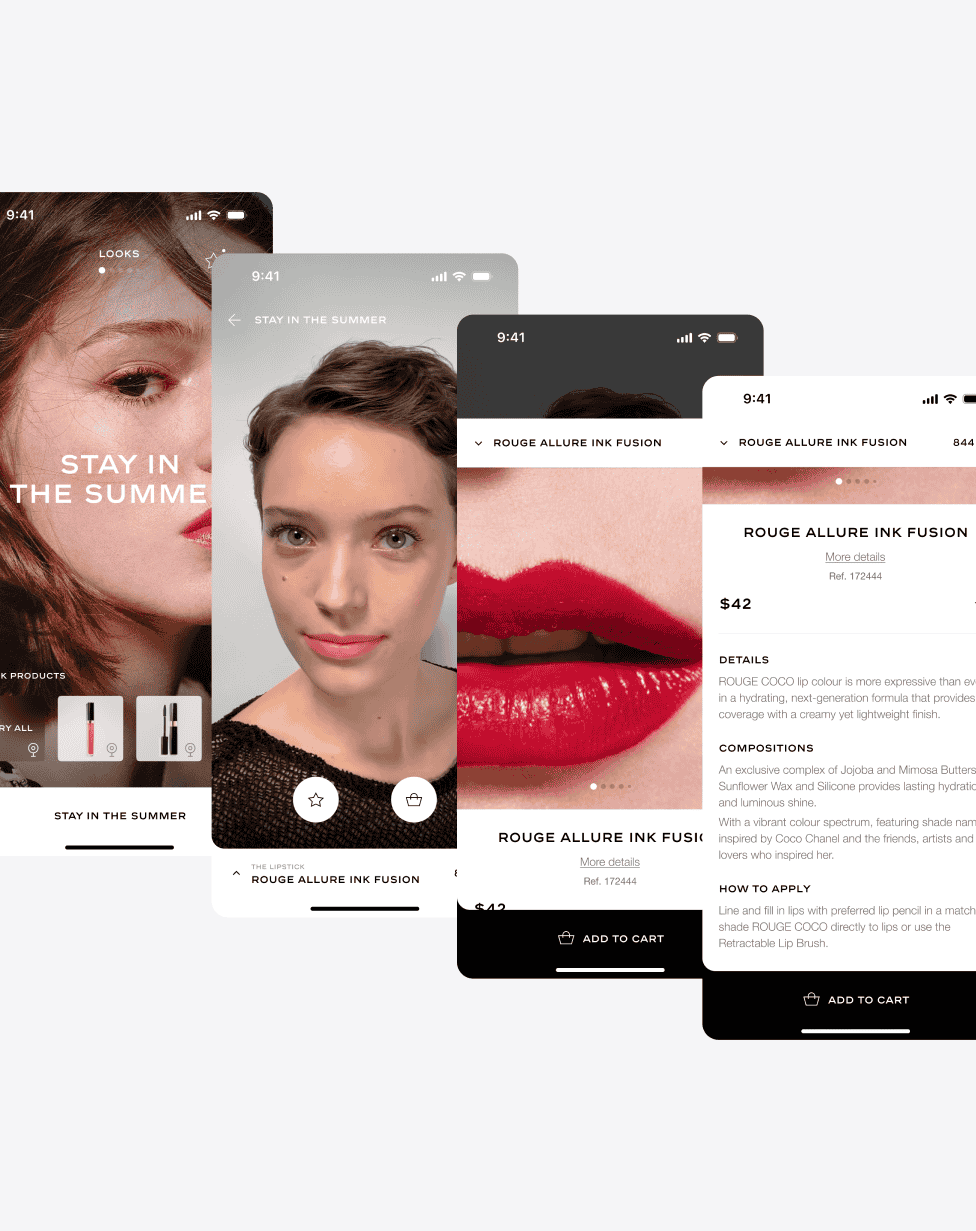 9:41
LOOKS
STAY IN
THE SUMME
K PRODUCTS
RY ALL
STAY IN THE SUMMER
9:41
STAY IN THE SUMMER
THE LIPSTICK
ROUGE ALLURE INK FUSION
9:41
ROUGE ALLURE INK FUSION
ROUGE ALLURE INK FUSIO
More details
Ref. 172444
$42
ADD TO CART
9:41
ROUGE ALLURE INK FUSION 844
ROUGE ALLURE INK FUSION
More details
Ref. 172444
$42
DETAILS
ROUGE COCO lip colour is more expressive than ev
in a hydrating, next-generation formula that provides
coverage with a creamy yet lightweight finish.
COMPOSITIONS
An exclusive complex of Jojoba and Mimosa Butters
Sunflower Wax and Silicone provides lasting hydratio
and luminous shine.
With a vibrant colour spectrum, featuring shade nam
inspired by Coco Chanel and the friends, artists and
lovers who inspired her.
HOW TO APPLY
Line and fill in lips with preferred lip pencil in a match
shade ROUGE COCO directly to lips or use the
Retractable Lip Brush.
ADD TO CART